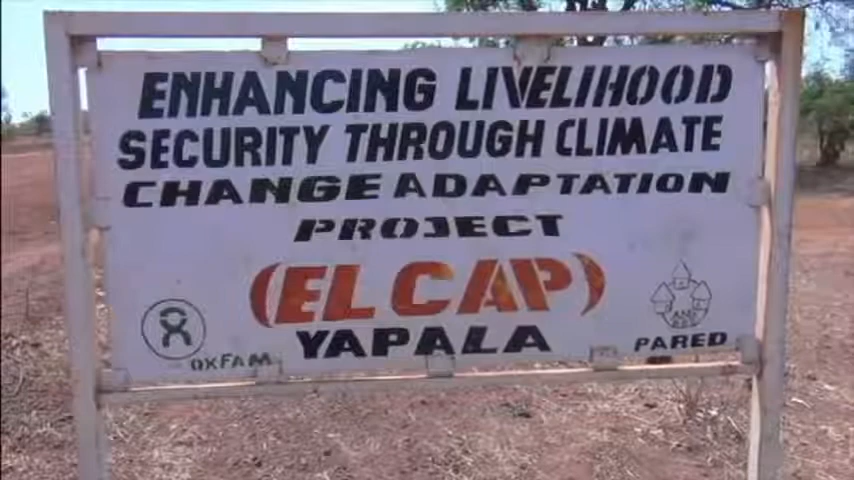 ENHANCING LIVELIHOOD
SECURITY THROUGH CLIMATE
CHANGE ADAPTATION
PROJECT
(ELCAP)
YAPALA
OXFAM
PARED